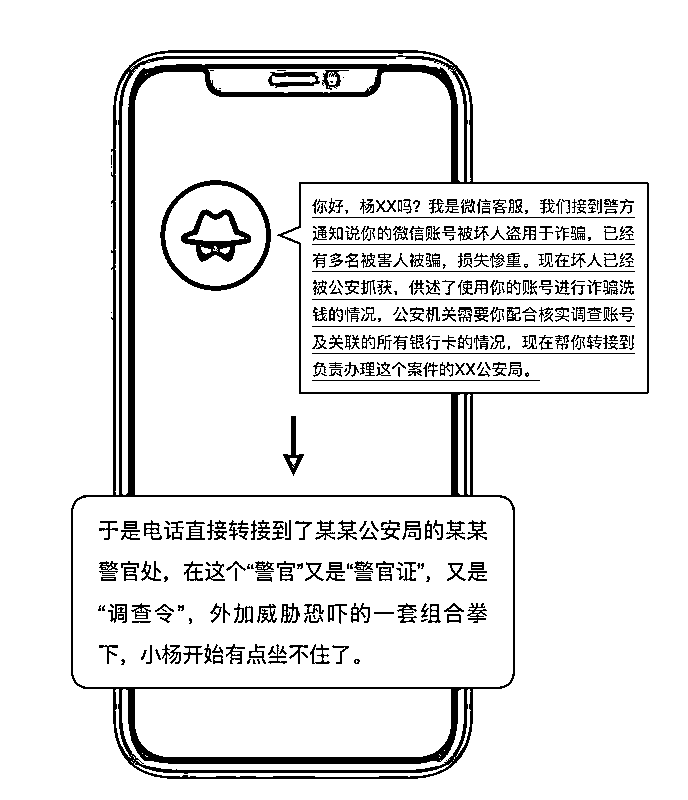 你好，杨XX吗？我是微信客服，我们接到警方
通知说你的微信账号被坏人盗用于诈骗，已经
有多名被害人被骗，损失惨重。现在坏人已经
被公安抓获，供述了使用你的账号进行诈骗洗
钱的情况，公安机关需要你配合核实调查账号
及关联的所有银行卡的情况，现在帮你转接到
负责办理这个案件的XX公安局。
于是电话直接转接到了某某公安局的某某
警官处，在这个“警官”又是“警官证”，又是
“调查令”，外加威胁恐吓的一套组合拳
下，小杨开始有点坐不住了。